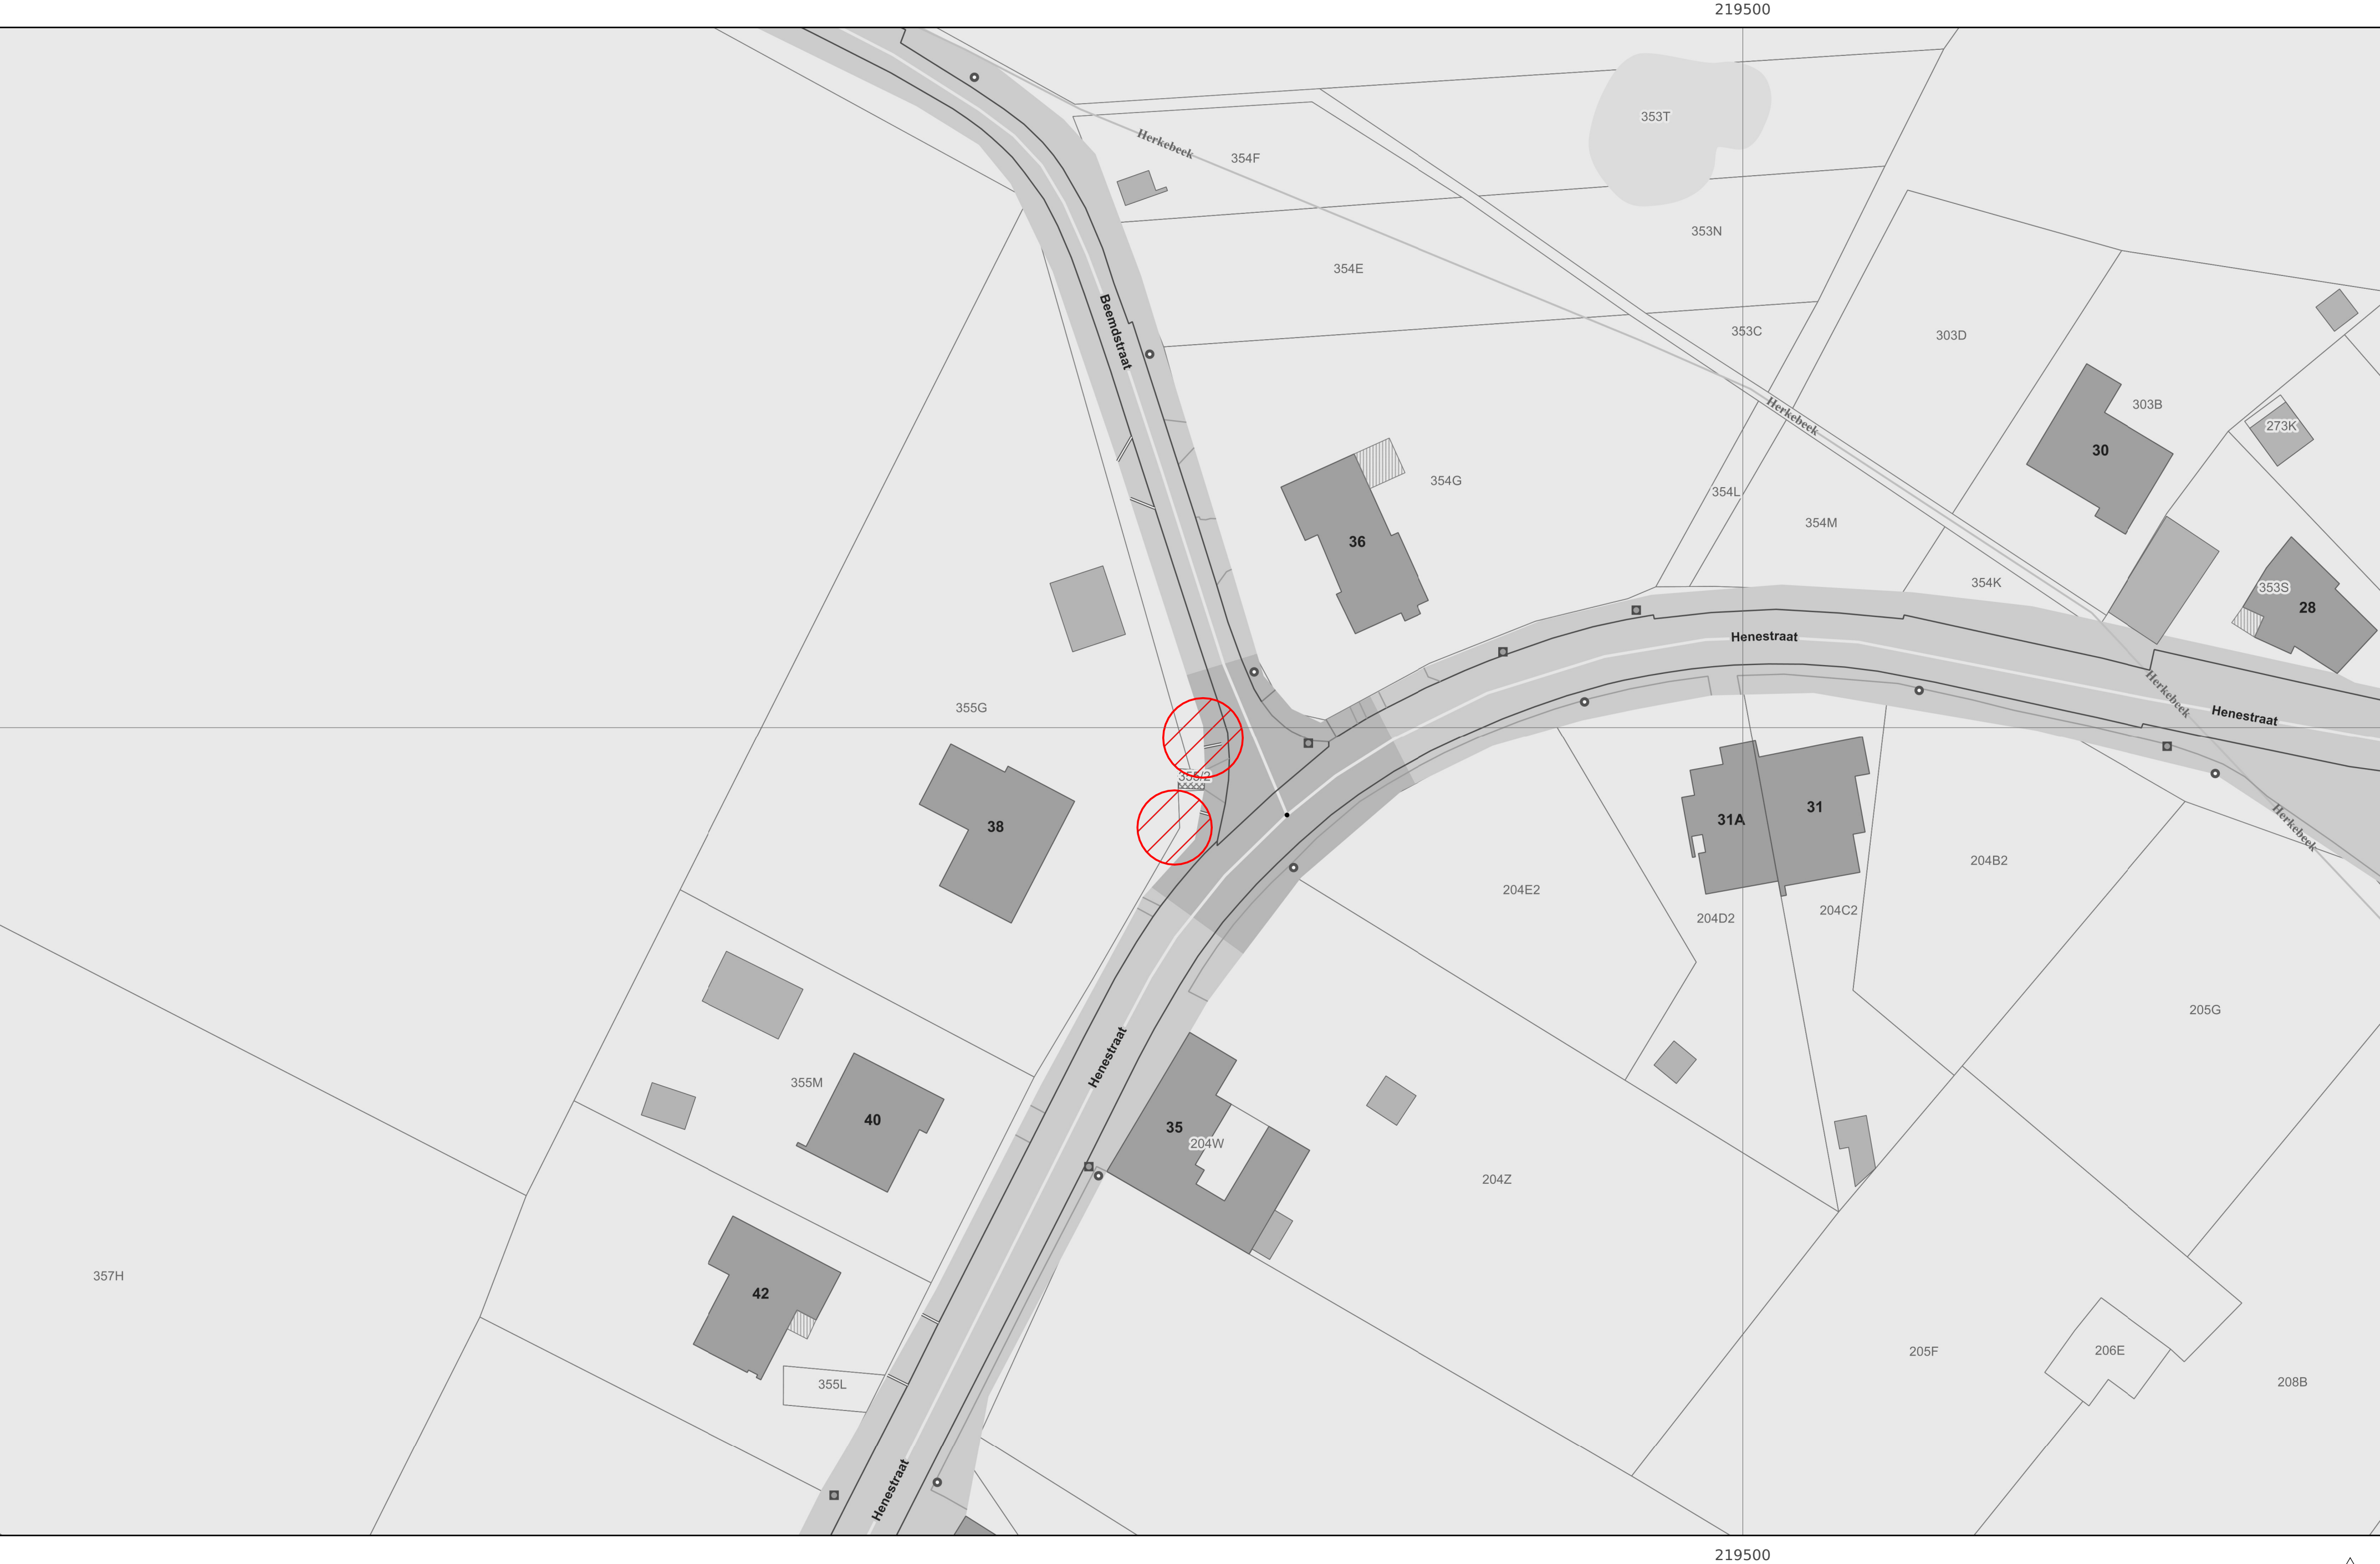 219500
353T
Herkebeek
354F
353N
354E
Beemdstraat
353C
303D
303B
Herkebeek
273K
30
354G
354L
354M
36
354K
353S
28
Henestraat
Herkebeek
355G
Henestraat
355/2
38
31A
31
Herkebeek
204B2
204E2
204D2
204C2
205G
Henestraat
355M
40
35
204W
204Z
357H
42
355L
205F
206E
208B
Henestraat
219500